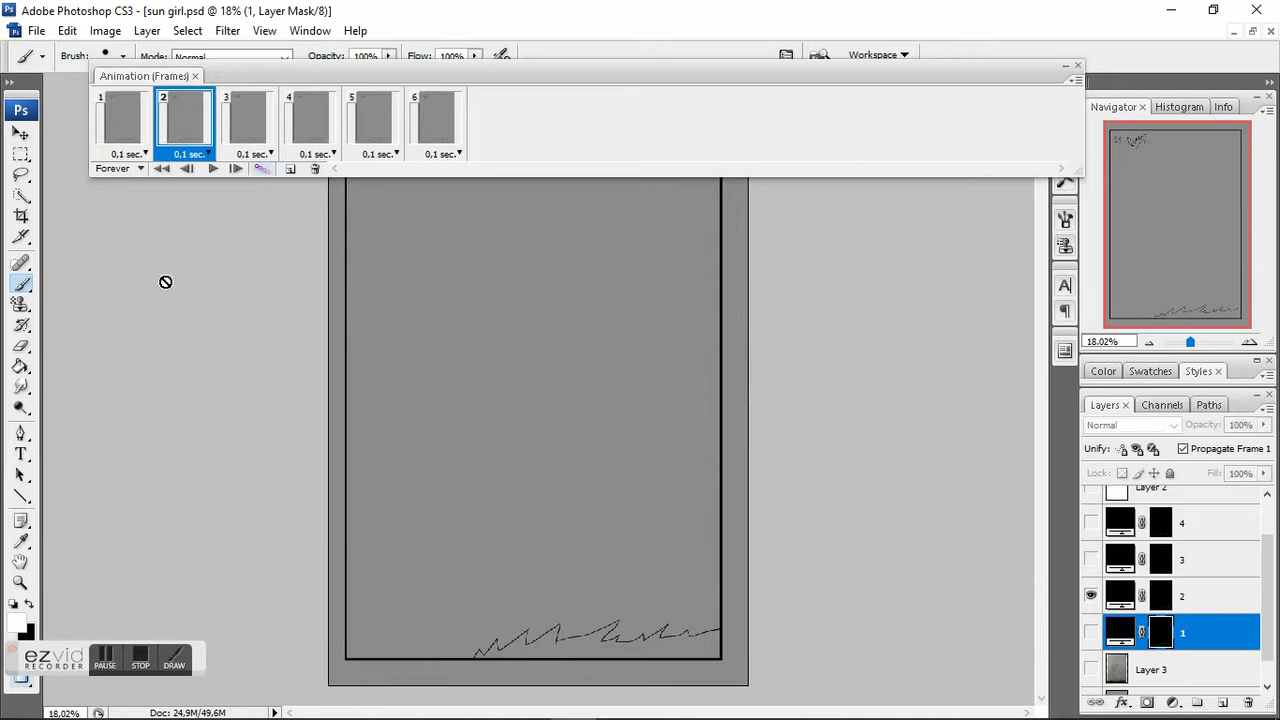 Adobe Photoshop CS3 - [sun girl.psd @ 18% (1, Layer Mask/8)]
File Edit Image Layer Select Filter View Window Help
Brush: Mode: Normal Opacity: 100% Flow: 100% Workspace
Animation (Frames)
1 2 3 4 5 6
0,1 sec. 0,1 sec. 0,1 sec. 0,1 sec. 0,1 sec. 0,1 sec.
Forever
Ps
Navigator Histogram Info
18.02%
Color Swatches Styles
Layers Channels Paths
Normal Opacity: 100%
Unify: Propagate Frame 1
Lock: Fill: 100%
Layer 2
4
3
2
1
Layer 3
ezvid
RECORDER
PAUSE STOP DRAW
18,02% Doc: 24,9M/49,6M